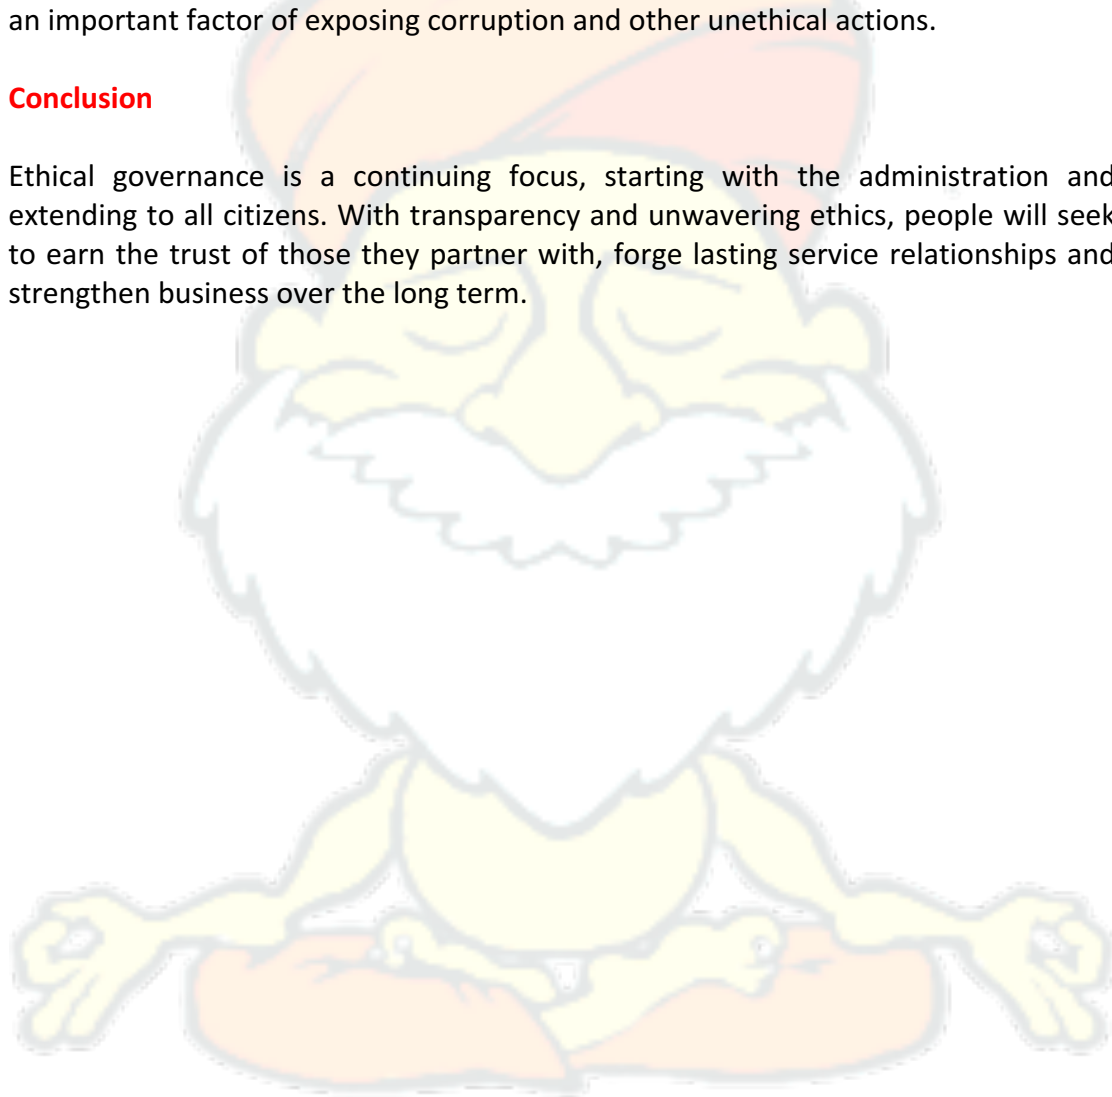 an important factor of exposing corruption and other unethical actions.
Conclusion
Ethical governance is a continuing focus, starting with the administration and
extending to all citizens. With transparency and unwavering ethics, people will seek
to earn the trust of those they partner with, forge lasting service relationships and
strengthen business over the long term.